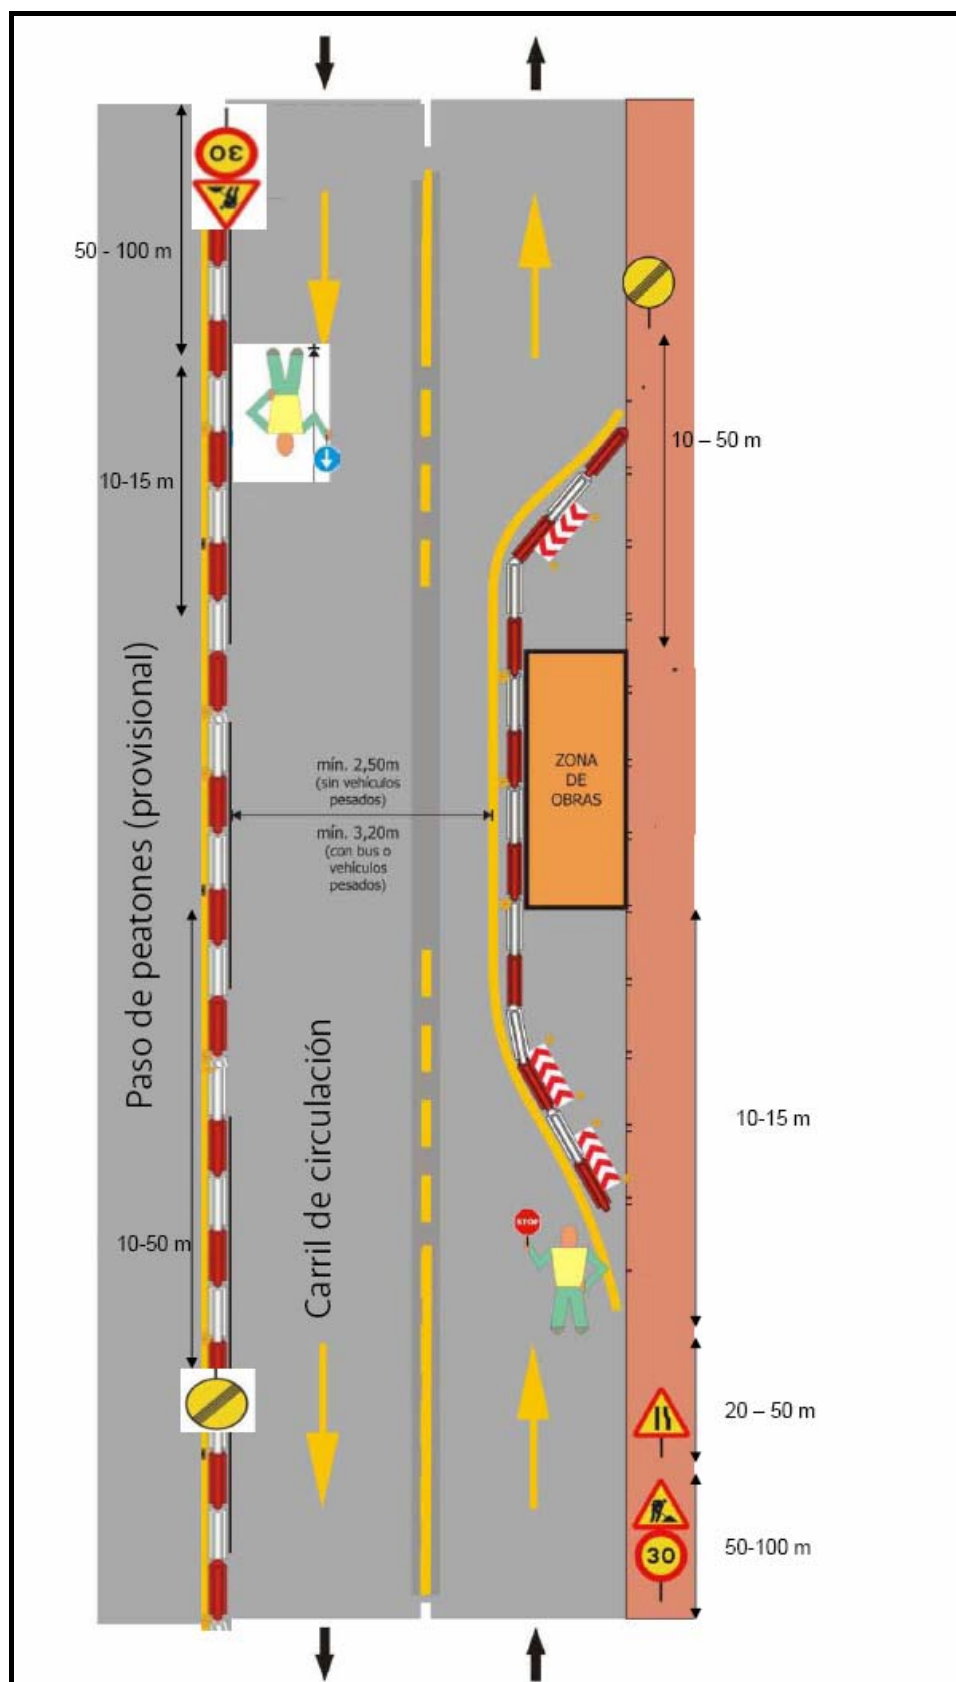 30
50 - 100 m
10 – 50 m
10-15 m
Paso de peatones (provisional)
mín. 2,50m
(sin vehículos
pesados)
mín. 3,20m
(con bus o
vehículos
pesados)
ZONA
DE
OBRAS
Carril de circulación
10-15 m
STOP
10-50 m
20 – 50 m
50-100 m
30